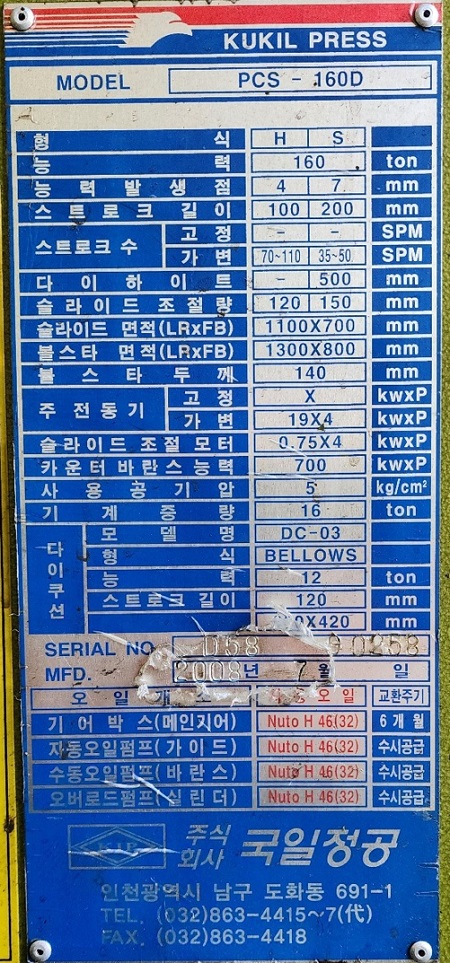 KUKIL PRESS
MODEL PCS - 160D
형 식 H S
능 력 160 ton
능 력 발 생 점 4 7 mm
스 트 로 크 길 이 100 200 mm
스트로크 수 고 정 - - SPM
가 변 70~110 35~50 SPM
다 이 하 이 트 - 500 mm
슬 라 이 드 조 절 량 120 150 mm
슬라이드 면적(LRxFB) 1100X700 mm
볼스타 면적(LRxFB) 1300X800 mm
볼 스 타 두 께 140 mm
주 전 동 기 고 정 X kwxP
가 변 19X4 kwxP
슬라이드 조절 모터 0.75X4 kwxP
카운터 바란스 능력 700 kwxP
사 용 공 기 압 5 kg/cm²
기 계 중 량 16 ton
다이쿠션 모 델 명 DC-03
형 식 BELLOWS
능 력 12 ton
스트로크 길이 120 mm
0X420 mm
SERIAL NO. D58 90258
MFD. 2008 년 7 월 일
오 일 개 소 오 일 교환주기
기 어 박 스 (메인지어) Nuto H 46(32) 6 개 월
자동오일펌프(가 이 드) Nuto H 46(32) 수시공급
수동오일펌프(바 란 스) Nuto H 46(32) 수시공급
오버로드펌프(실 린 더) Nuto H 46(32) 수시공급
KIP 주식회사 국일정공
인천광역시 남구 도화동 691-1
TEL. (032)863-4415~7(代)
FAX. (032)863-4418